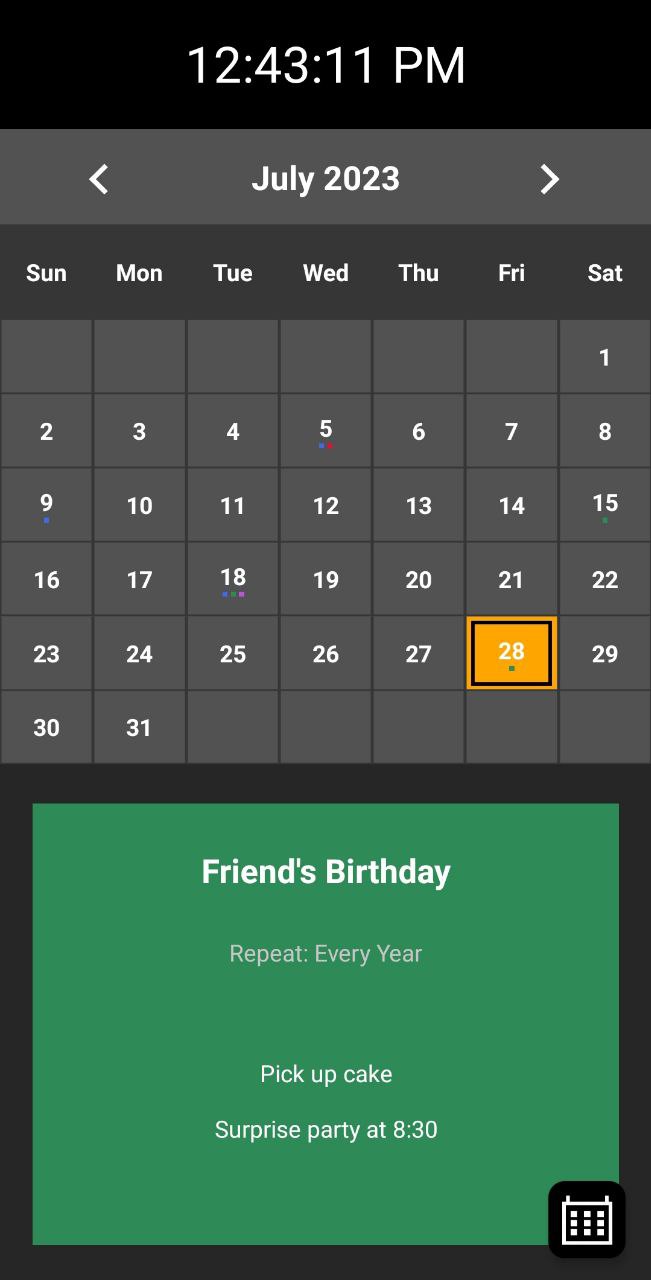 12:43:11 PM
July 2023
Sun Mon Tue Wed Thu Fri Sat
1
2 3 4 5 6 7 8
9 10 11 12 13 14 15
16 17 18 19 20 21 22
23 24 25 26 27 28 29
30 31
Friend's Birthday
Repeat: Every Year
Pick up cake
Surprise party at 8:30